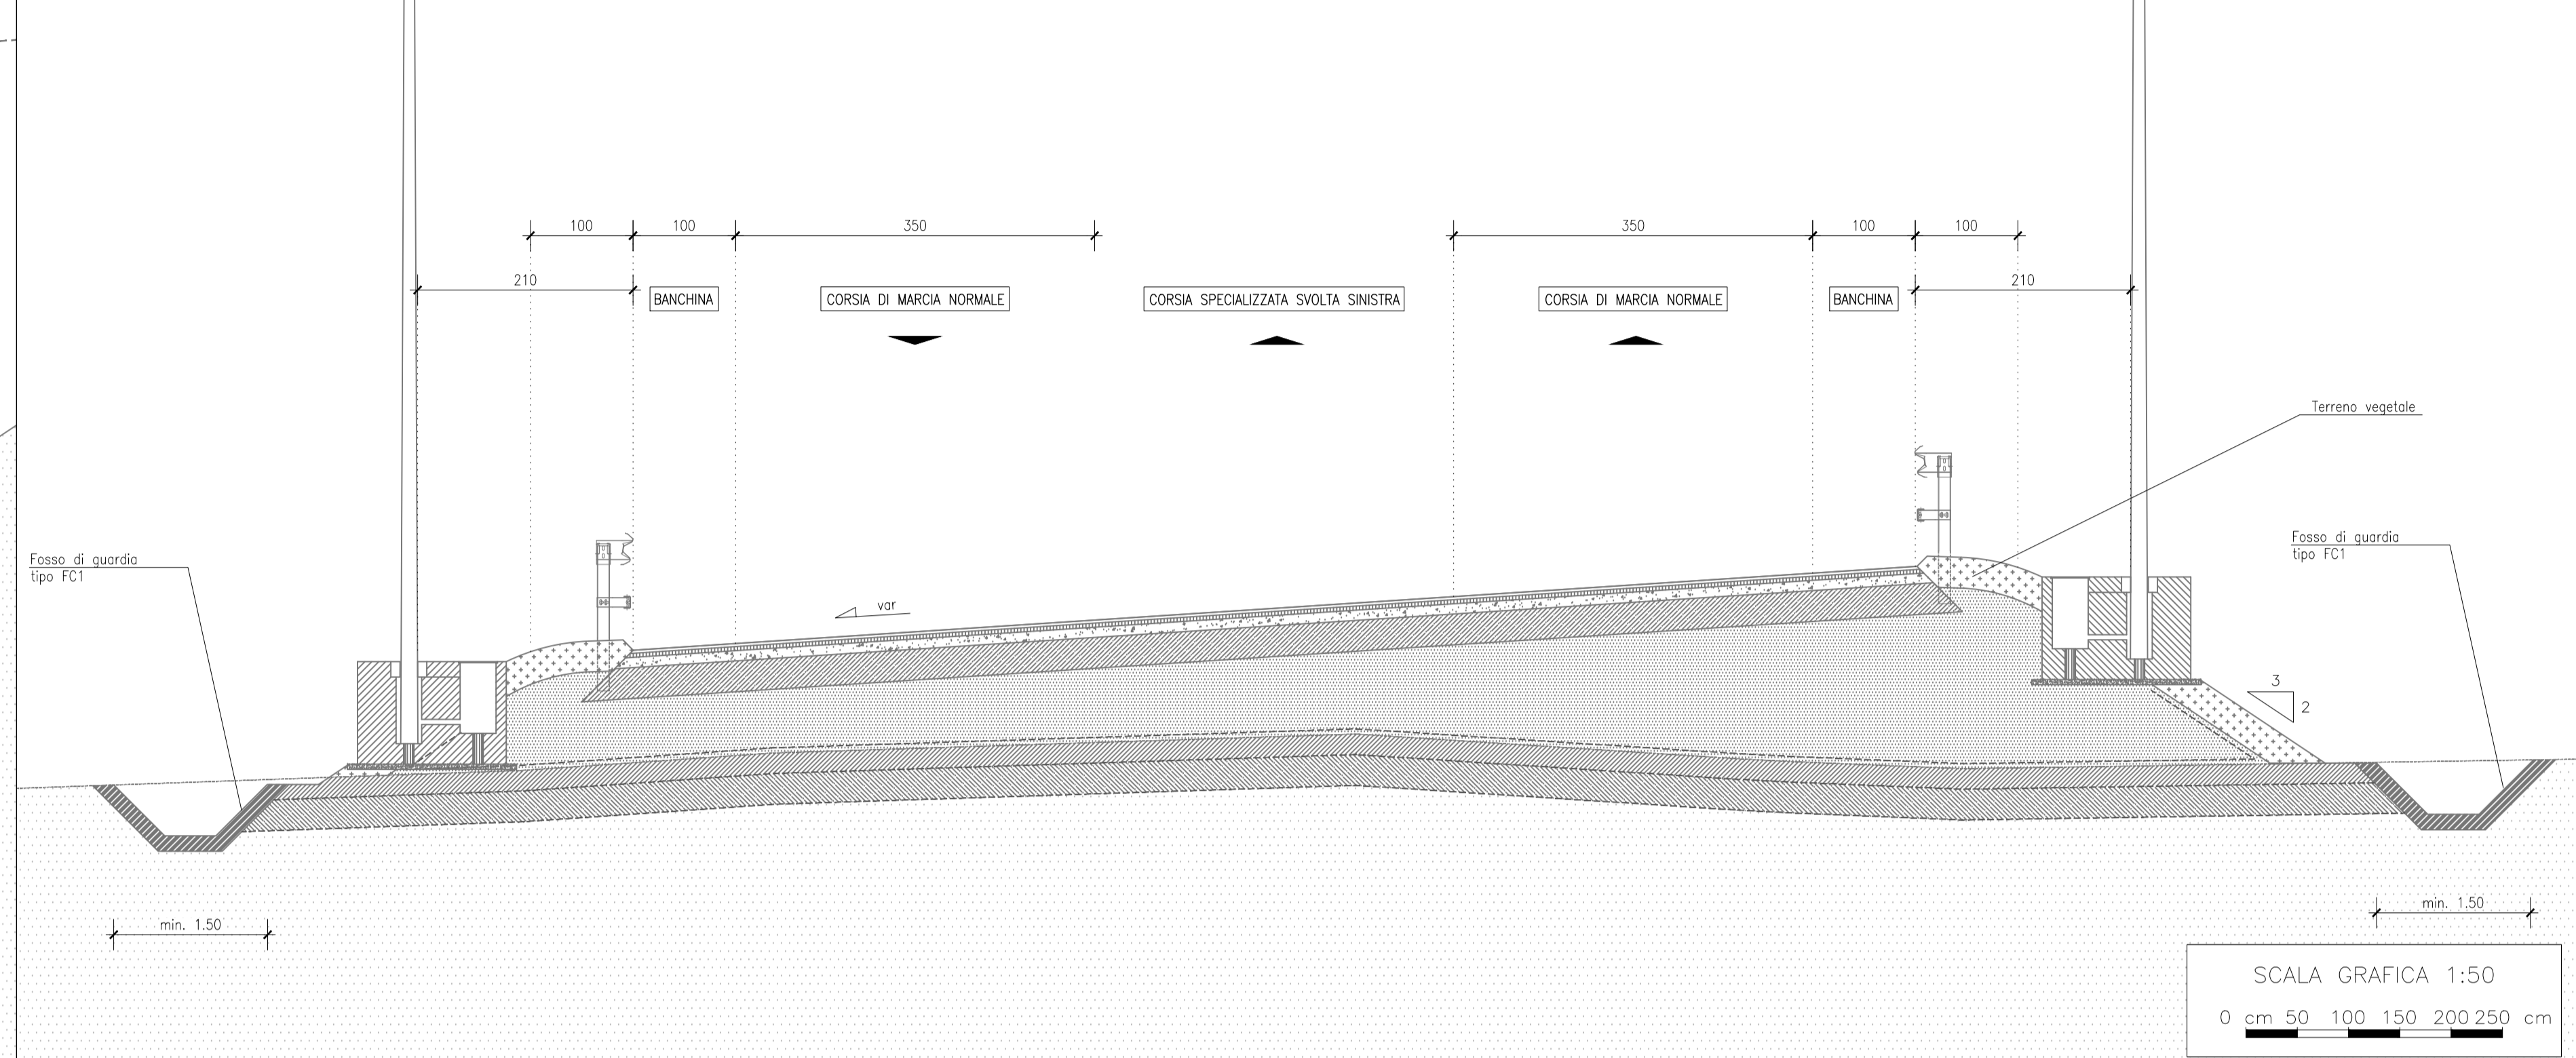 100
100
350
350
100
100
210
210
BANCHINA
CORSIA DI MARCIA NORMALE
CORSIA SPECIALIZZATA SVOLTA SINISTRA
CORSIA DI MARCIA NORMALE
BANCHINA
Terreno vegetale
Fosso di guardia
tipo FC1
Fosso di guardia
tipo FC1
var
3
2
min. 1.50
min. 1.50
SCALA GRAFICA 1:50
0 cm 50 100 150 200 250 cm